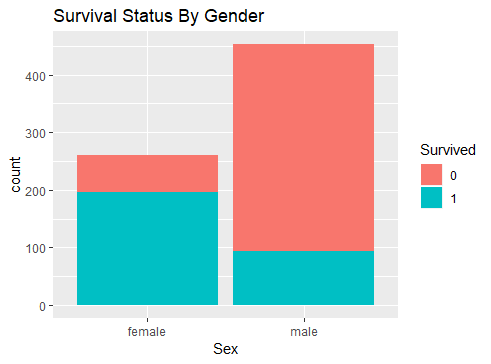 Survival Status By Gender
count
400
300
200
100
0
female
male
Sex
Survived
0
1